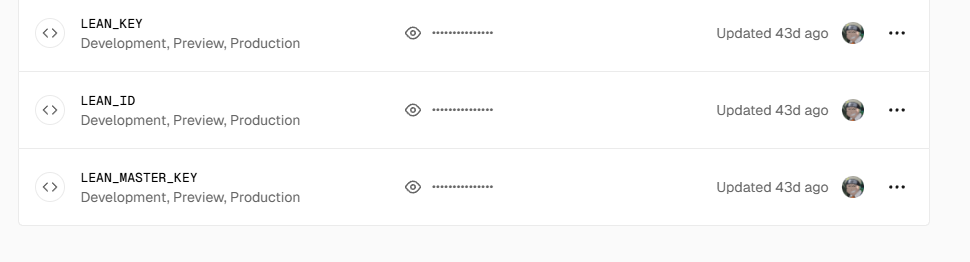 LEAN_KEY
Development, Preview, Production
••••••••••••••• 
Updated 43d ago
LEAN_ID
Development, Preview, Production
•••••••••••••••
Updated 43d ago
LEAN_MASTER_KEY
Development, Preview, Production
•••••••••••••••
Updated 43d ago